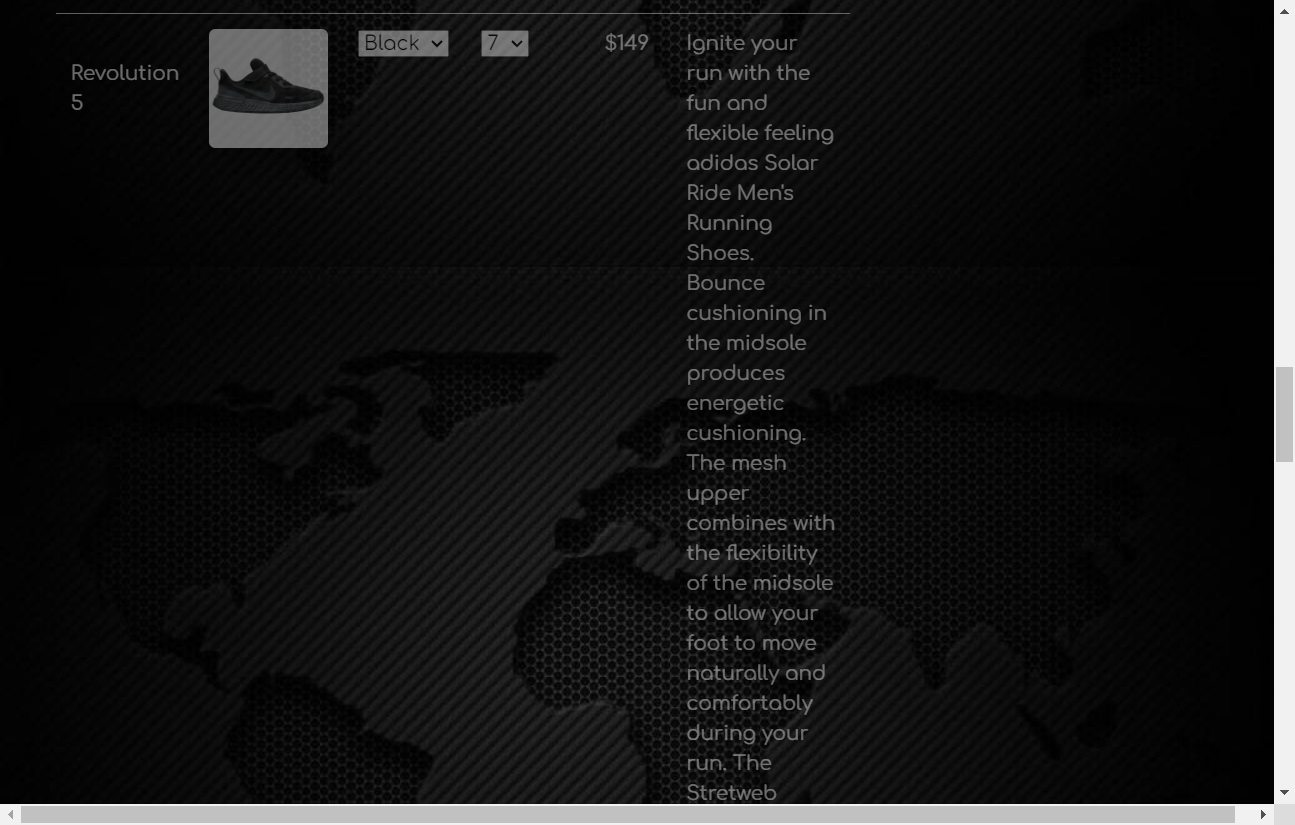 Revolution
5
Black
7
$149
Ignite your
run with the
fun and
flexible feeling
adidas Solar
Ride Men's
Running
Shoes.
Bounce
cushioning in
the midsole
produces
energetic
cushioning.
The mesh
upper
combines with
the flexibility
of the midsole
to allow your
foot to move
naturally and
comfortably
during your
run. The
Stretweb